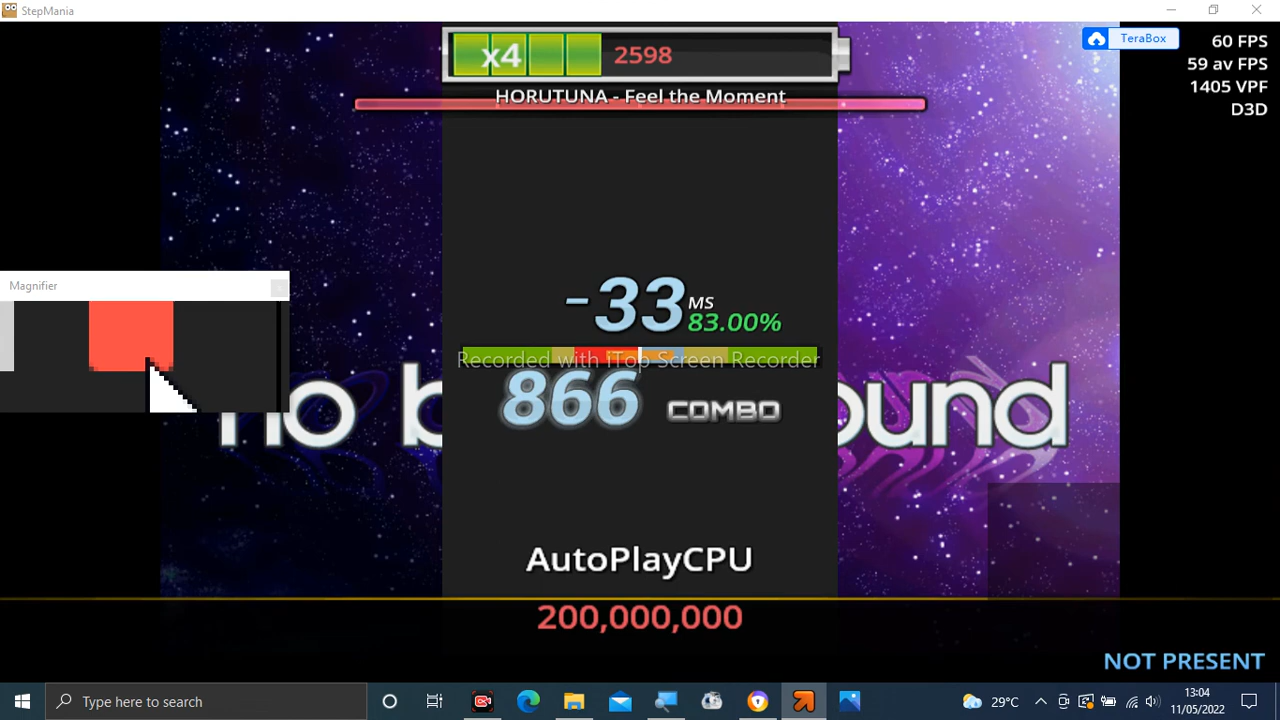 StepMania
TeraBox
60 FPS
59 av FPS
1405 VPF
D3D
x4 2598
HORUTUNA - Feel the Moment
Magnifier
-33 MS
83.00%
Recorded with iTop Screen Recorder
866 COMBO
AutoPlayCPU
200,000,000
NOT PRESENT
Type here to search
29°C
13:04
11/05/2022